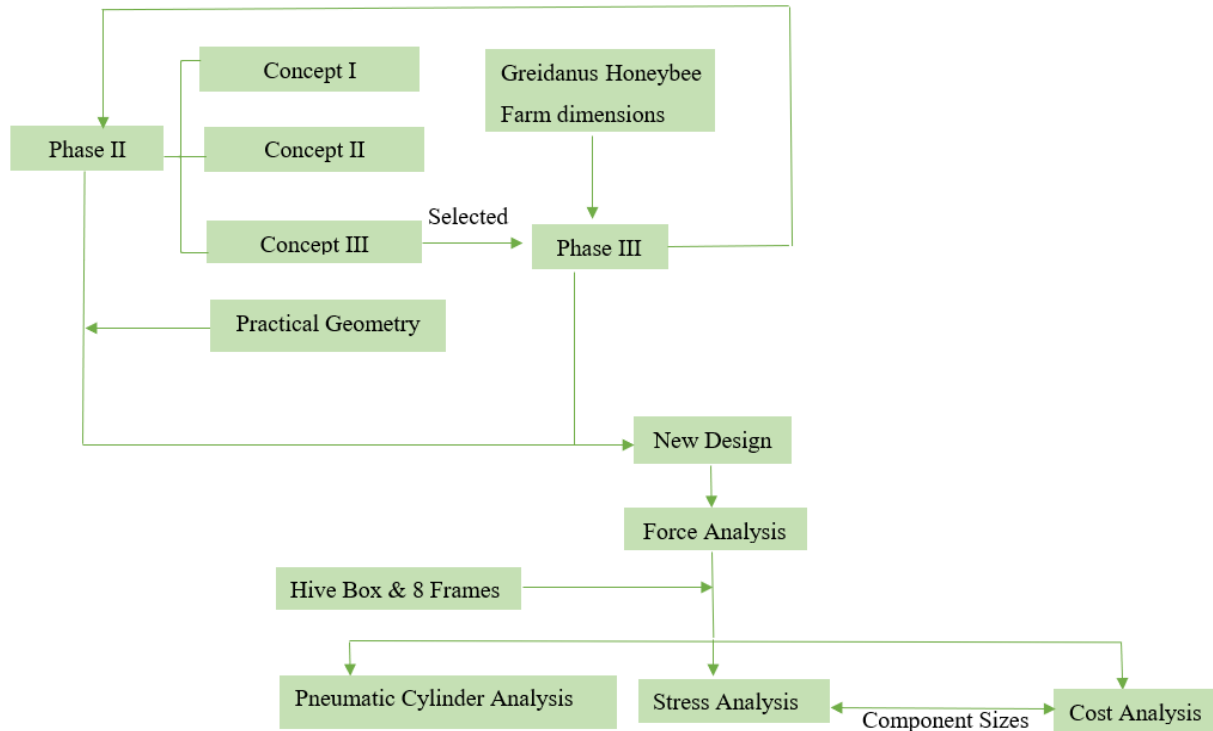 Concept I
Greidanus Honeybee
Farm dimensions
Phase II
Concept II
Selected
Concept III
Phase III
Practical Geometry
New Design
Force Analysis
Hive Box & 8 Frames
Pneumatic Cylinder Analysis
Stress Analysis
Component Sizes
Cost Analysis